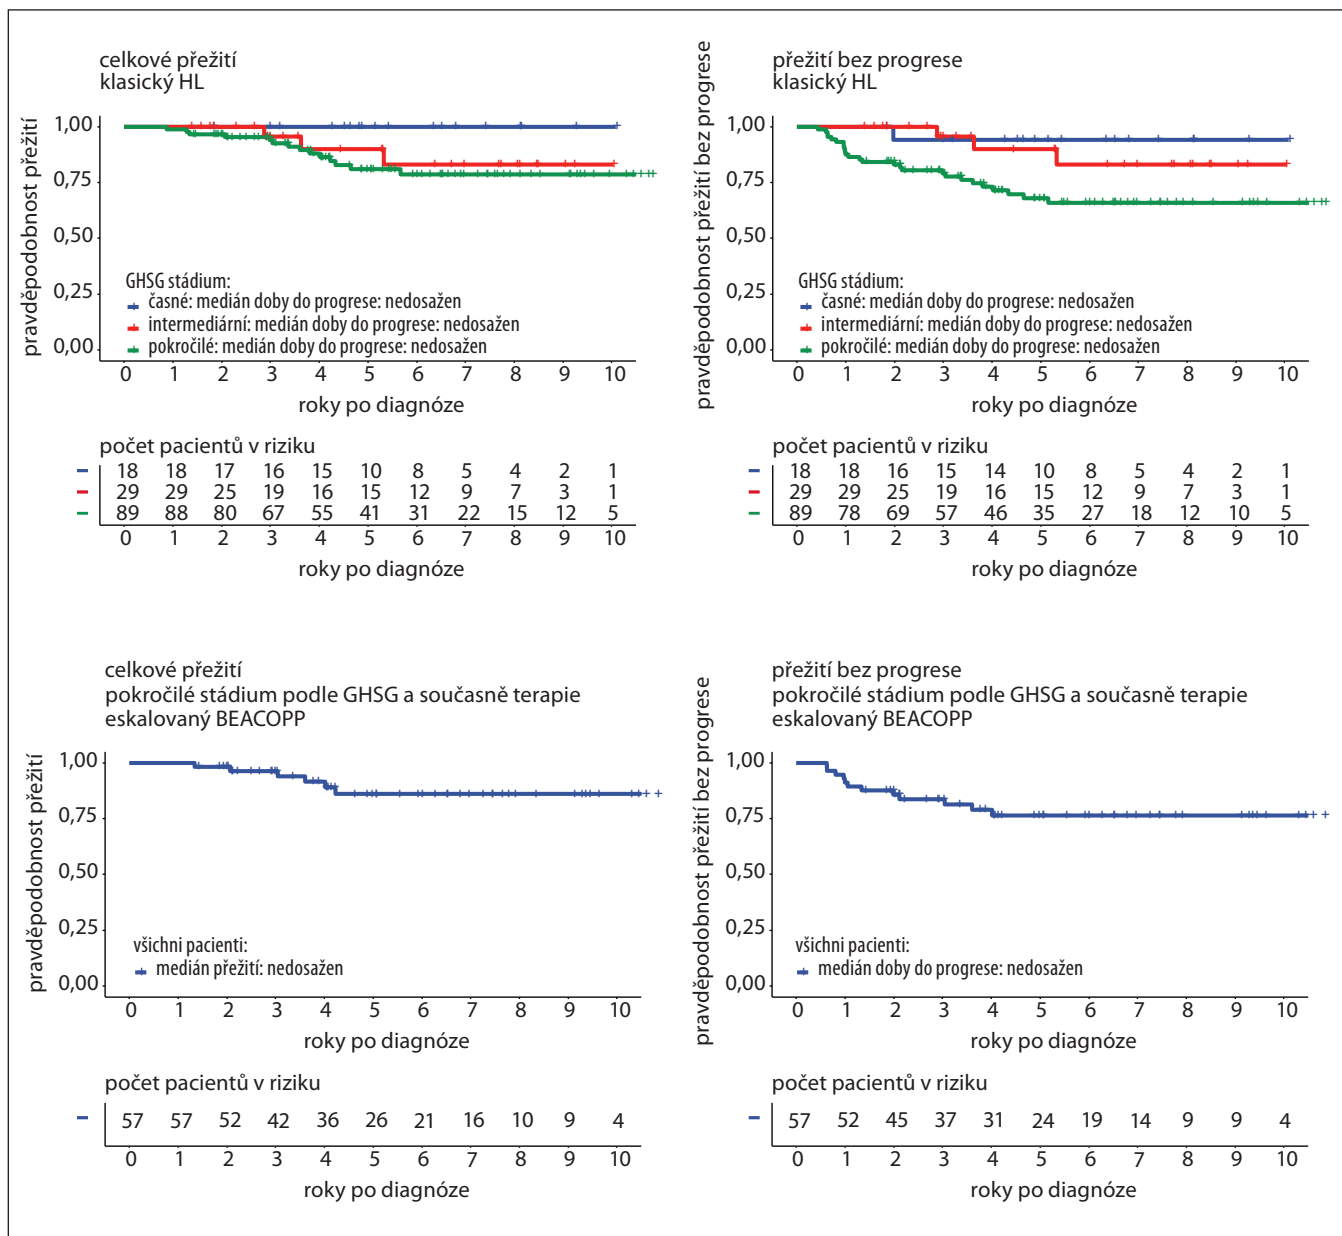 celkové přežití
klasický HL
pravděpodobnost přežití
1,00
0,75
0,50
0,25
0,00
GHSG stádium:
časné: medián doby do progrese: nedosažen
intermediární: medián doby do progrese: nedosažen
pokročilé: medián doby do progrese: nedosažen
0 1 2 3 4 5 6 7 8 9 10
roky po diagnóze
počet pacientů v riziku
18 18 17 16 15 10 8 5 4 2 1
29 29 25 19 16 15 12 9 7 3 1
89 88 80 67 55 41 31 22 15 12 5
0 1 2 3 4 5 6 7 8 9 10
roky po diagnóze
přežití bez progrese
klasický HL
pravděpodobnost přežití bez progrese
1,00
0,75
0,50
0,25
0,00
GHSG stádium:
časné: medián doby do progrese: nedosažen
intermediární: medián doby do progrese: nedosažen
pokročilé: medián doby do progrese: nedosažen
0 1 2 3 4 5 6 7 8 9 10
roky po diagnóze
počet pacientů v riziku
18 18 16 15 14 10 8 5 4 2 1
29 29 25 19 16 15 12 9 7 3 1
89 78 69 57 46 35 27 18 12 10 5
0 1 2 3 4 5 6 7 8 9 10
roky po diagnóze
celkové přežití
pokročilé stádium podle GHSG a současně terapie
eskalovaný BEACOPP
pravděpodobnost přežití
1,00
0,75
0,50
0,25
0,00
všichni pacienti:
medián přežití: nedosažen
0 1 2 3 4 5 6 7 8 9 10
roky po diagnóze
počet pacientů v riziku
57 57 52 42 36 26 21 16 10 9 4
0 1 2 3 4 5 6 7 8 9 10
roky po diagnóze
přežití bez progrese
pokročilé stádium podle GHSG a současně terapie
eskalovaný BEACOPP
pravděpodobnost přežití bez progrese
1,00
0,75
0,50
0,25
0,00
všichni pacienti:
medián doby do progrese: nedosažen
0 1 2 3 4 5 6 7 8 9 10
roky po diagnóze
počet pacientů v riziku
57 52 45 37 31 24 19 14 9 9 4
0 1 2 3 4 5 6 7 8 9 10
roky po diagnóze